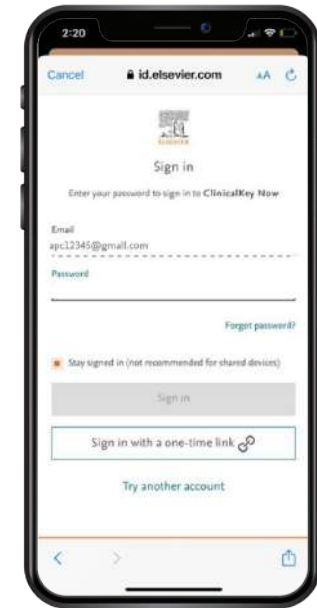 2:20
Cancel id.elsevier.com AA
ELSEVIER
Sign in
Enter your password to sign in to ClinicalKey Now
Email
apc12345@gmail.com
Password
Forgot password?
Stay signed in (not recommended for shared devices)
Sign in
Sign in with a one-time link
Try another account